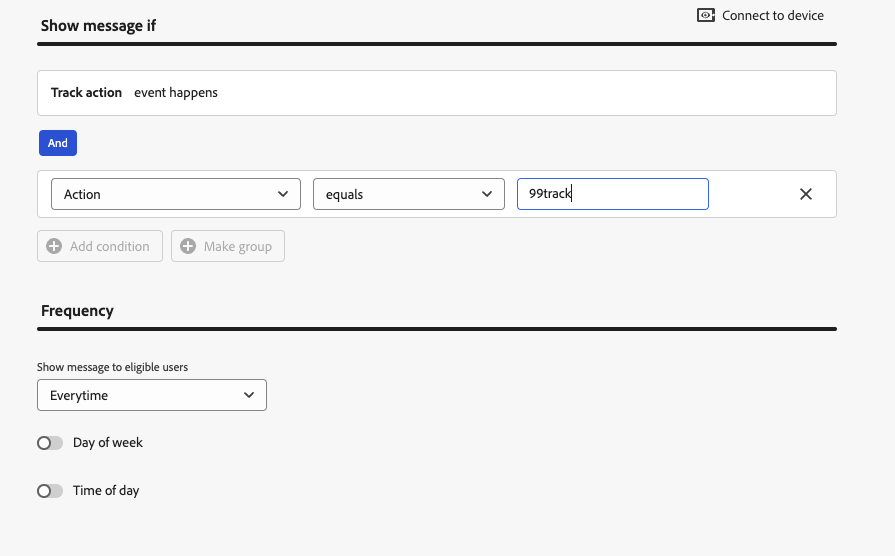 Show message if
Connect to device
Track action event happens
And
Action equals 99track
Add condition Make group
Frequency
Show message to eligible users
Everytime
Day of week
Time of day